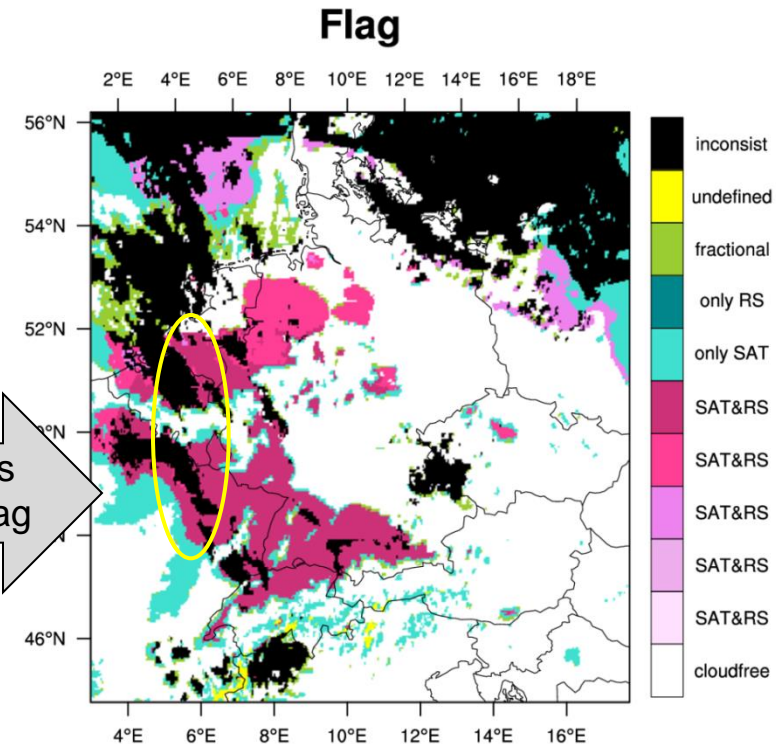 Flag
2°E 4°E 6°E 8°E 10°E 12°E 14°E 16°E 18°E
56°N
54°N
52°N
46°N
4°E 6°E 8°E 10°E 12°E 14°E 16°E
inconsist
undefined
fractional
only RS
only SAT
SAT&RS
SAT&RS
SAT&RS
SAT&RS
SAT&RS
cloudfree